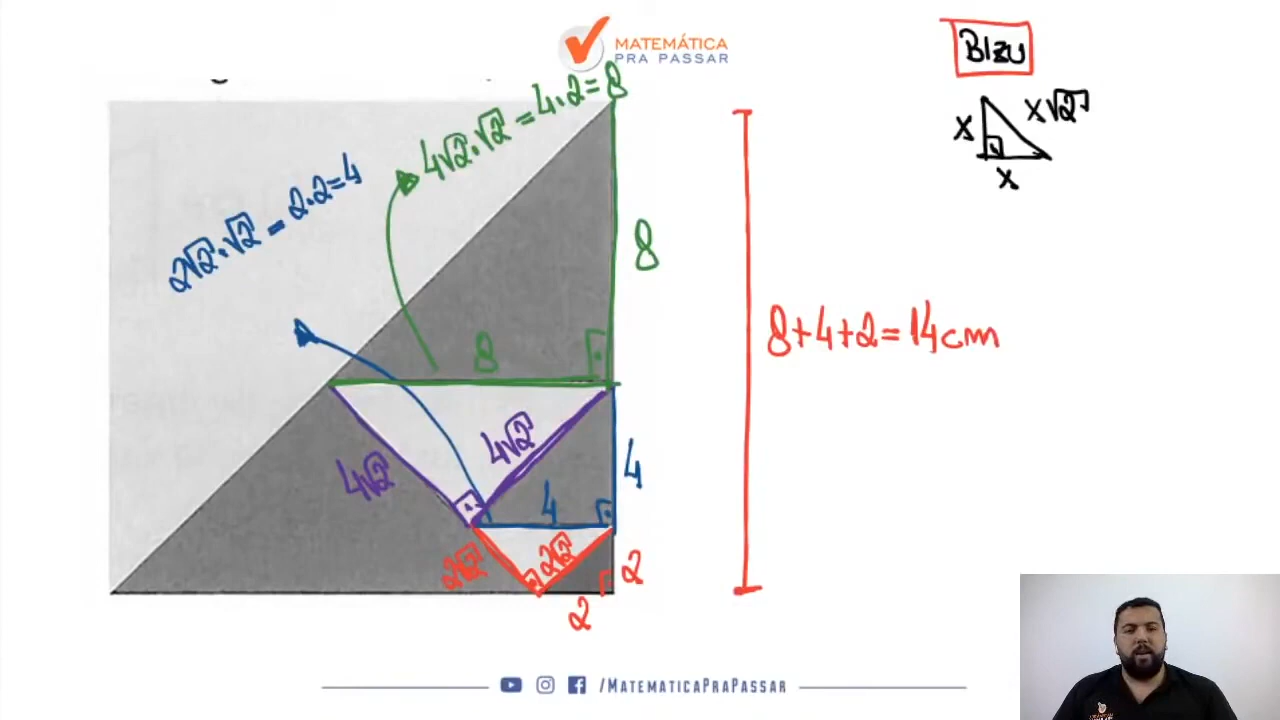 MATEMÁTICA
PRA PASSAR
BIZU
x
x√2
x
4√2·√2=4·2=8
2√2·√2=2·2=4
8
8
8+4+2=14cm
4√2
4√2
4
4
2√2
2√2
2
2
/MATEMATICAPRAPASSAR